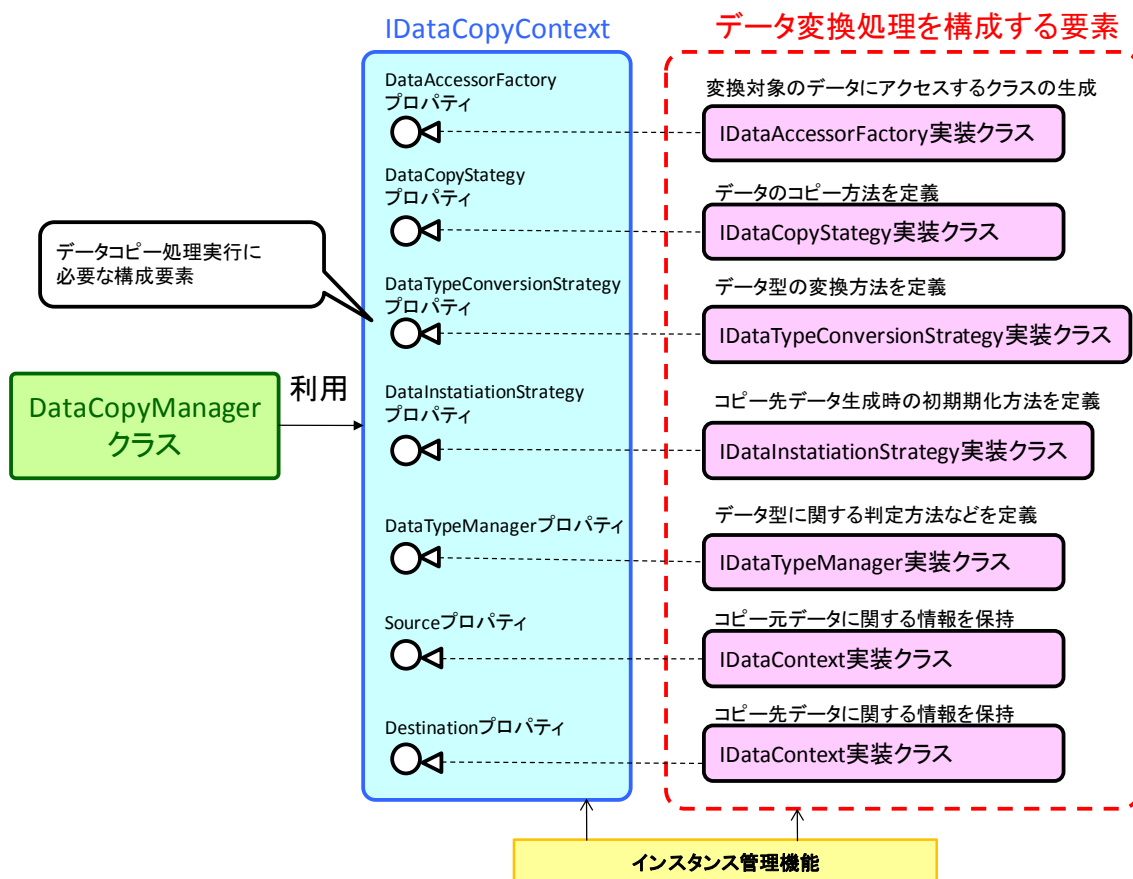 IDataCopyContext
データ変換処理を構成する要素
DataAccessorFactory
プロパティ
変換対象のデータにアクセスするクラスの生成
IDataAccessorFactory実装クラス
DataCopyStategy
プロパティ
データのコピー方法を定義
IDataCopyStategy実装クラス
データコピー処理実行に
必要な構成要素
DataTypeConversionStrategy
プロパティ
データ型の変換方法を定義
IDataTypeConversionStrategy実装クラス
DataCopyManager
クラス
利用
DataInstatiationStrategy
プロパティ
コピー先データ生成時の初期期化方法を定義
IDataInstatiationStrategy実装クラス
DataTypeManagerプロパティ
データ型に関する判定方法などを定義
IDataTypeManager実装クラス
Sourceプロパティ
コピー元データに関する情報を保持
IDataContext実装クラス
Destinationプロパティ
コピー先データに関する情報を保持
IDataContext実装クラス
インスタンス管理機能